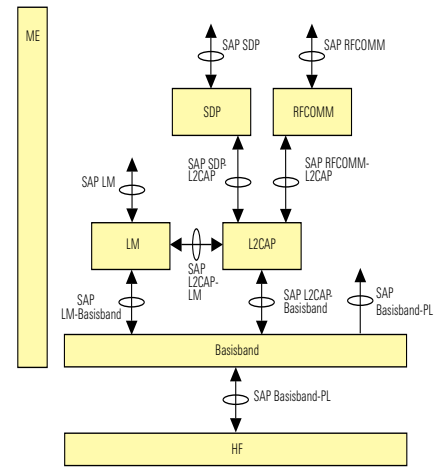 ME
SAP SDP
SAP RFCOMM
SDP
RFCOMM
SAP SDP-
L2CAP
SAP RFCOMM-
L2CAP
SAP LM
LM
L2CAP
SAP
L2CAP-
LM
SAP
LM-Basisband
SAP L2CAP-
Basisband
SAP
Basisband-PL
Basisband
SAP Basisband-PL
HF